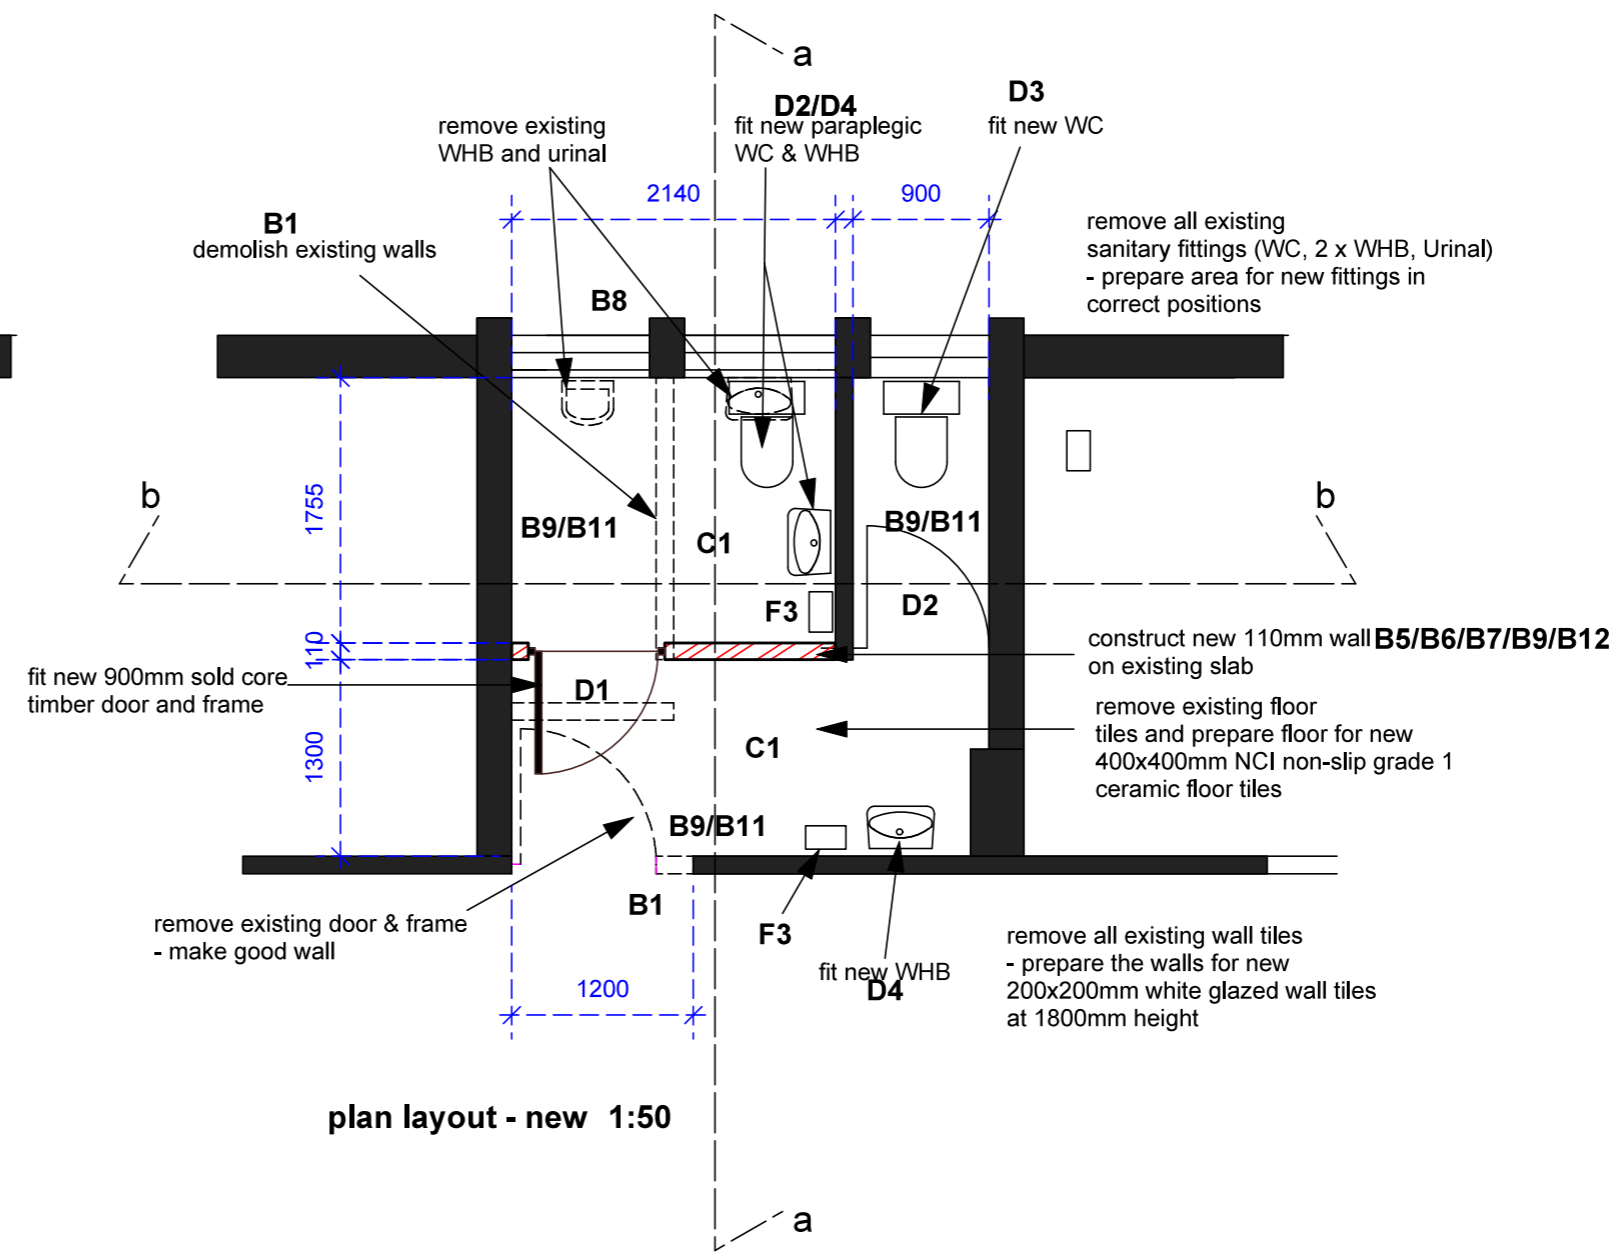 a
D2/D4
fit new paraplegic
WC & WHB
D3
fit new WC
remove existing
WHB and urinal
2140
900
B1
demolish existing walls
remove all existing
sanitary fittings (WC, 2 x WHB, Urinal)
- prepare area for new fittings in
correct positions
B8
b
b
1755
B9/B11
C1
B9/B11
F3
D2
110
construct new 110mm wall B5/B6/B7/B9/B12
on existing slab
fit new 900mm sold core
timber door and frame
D1
remove existing floor
tiles and prepare floor for new
400x400mm NCI non-slip grade 1
ceramic floor tiles
1300
C1
B9/B11
B1
remove existing door & frame
- make good wall
F3
fit new WHB
D4
remove all existing wall tiles
- prepare the walls for new
200x200mm white glazed wall tiles
at 1800mm height
1200
plan layout - new 1:50
a